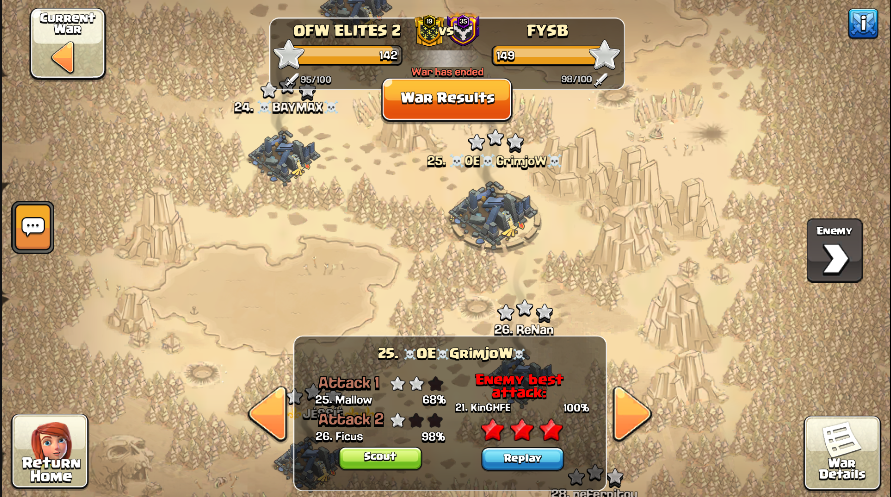 Current
War
OFW ELITES 2
19
VS
35
FYSB
142
149
95/100
War has ended
98/100
War Results
24. ☠BAYMAX☠
25. ☠OE☠GrimjoW☠
Enemy
26. ReNan
25. ☠OE☠GrimjoW☠
Attack 1
25. Mallow
68%
Attack 2
26. Ficus
98%
Scout
Enemy best
attack:
21. KinGHFE
100%
Replay
Return
Home
War
Details